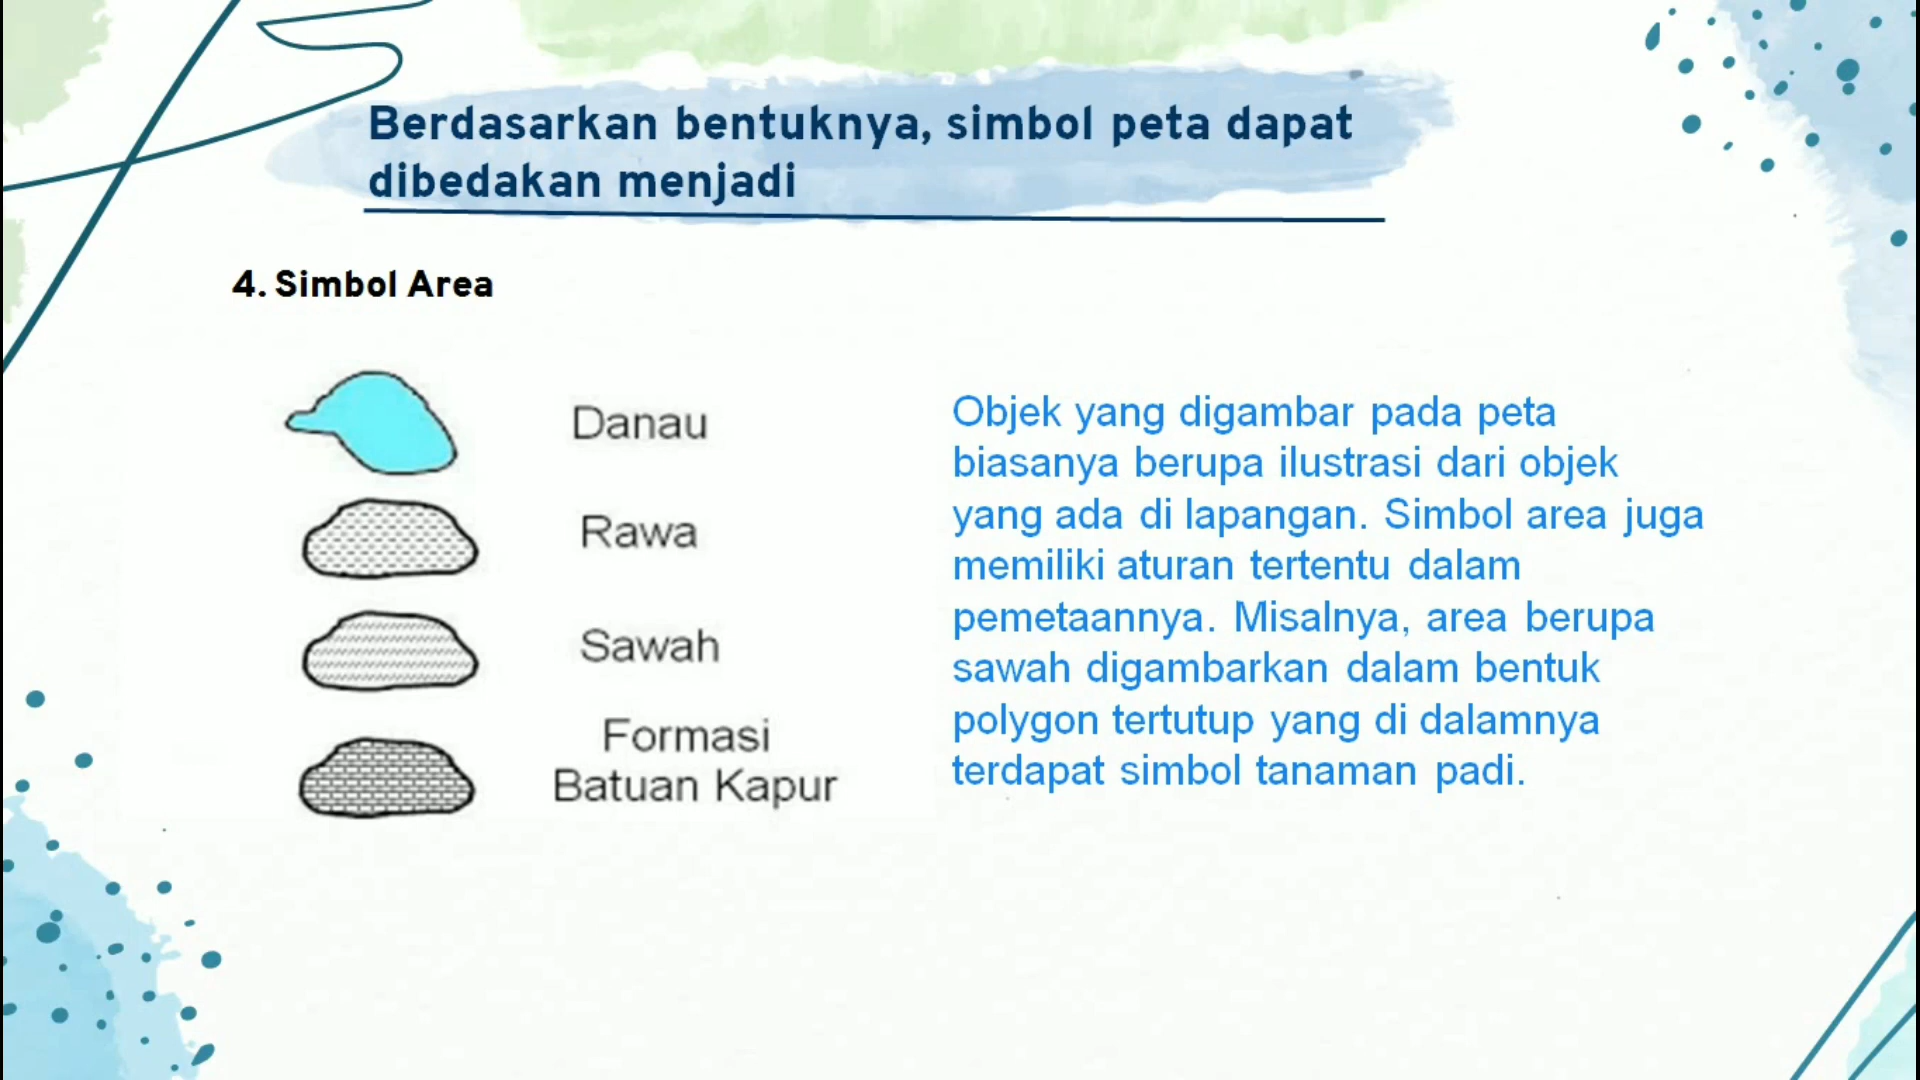 Berdasarkan bentuknya, simbol peta dapat
dibedakan menjadi
4. Simbol Area
Danau
Rawa
Sawah
Formasi
Batuan Kapur
Objek yang digambar pada peta
biasanya berupa ilustrasi dari objek
yang ada di lapangan. Simbol area juga
memiliki aturan tertentu dalam
pemetaannya. Misalnya, area berupa
sawah digambarkan dalam bentuk
polygon tertutup yang di dalamnya
terdapat simbol tanaman padi.